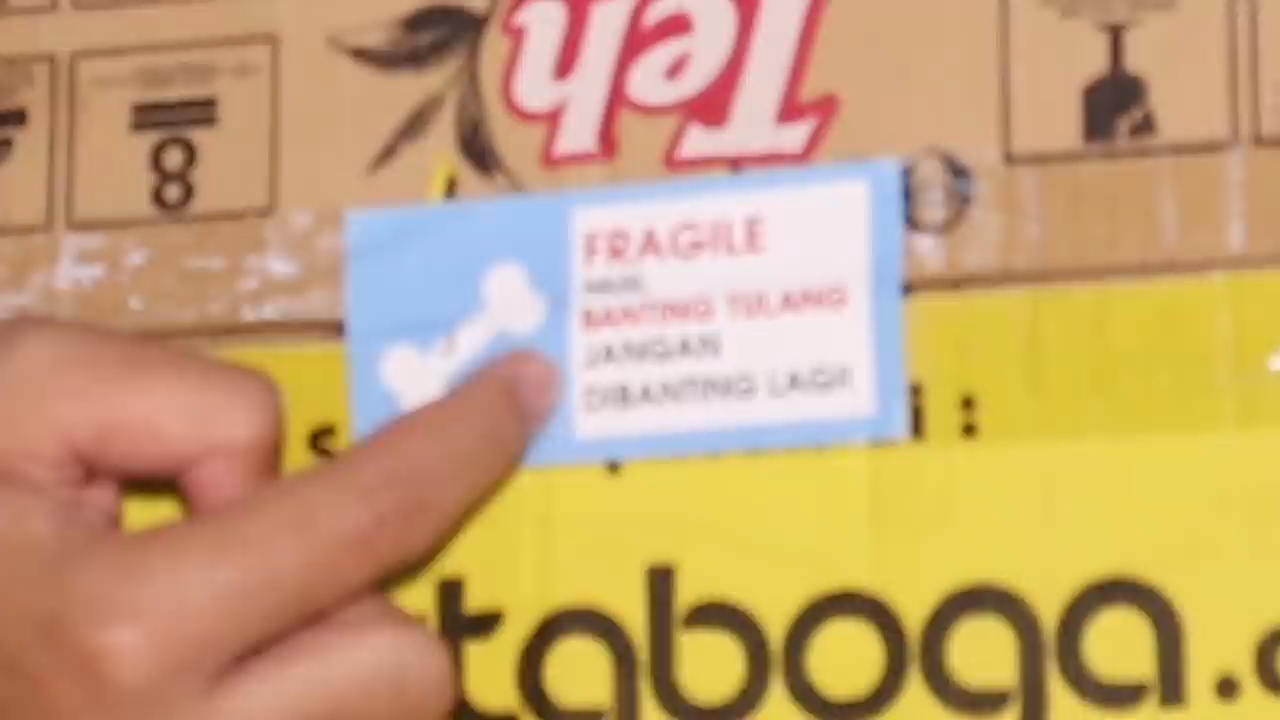 Teh
8
FRAGILE
BANTING TULANG
JANGAN
DIBANTING LAGI!
s
i :
taboga.c